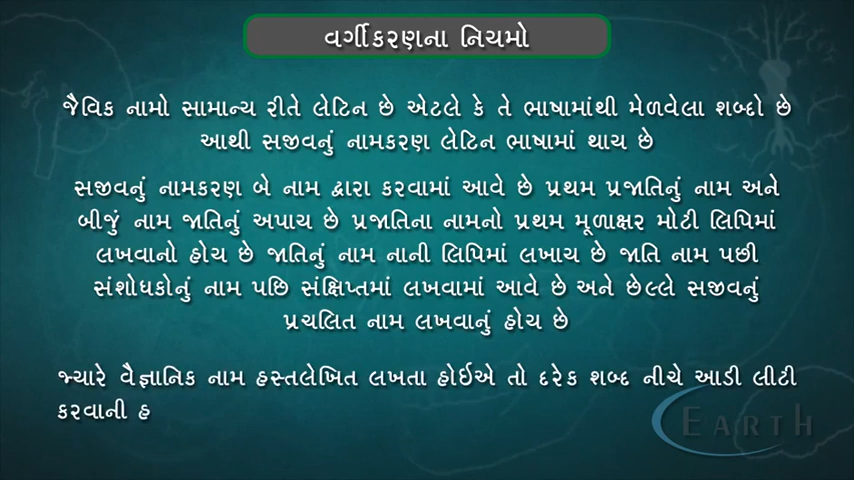 વર્ગીકરણના નિયમો
જૈવિક નામો સામાન્ય રીતે લેટિન છે એટલે કે તે ભાષામાંથી મેળવેલા શબ્દો છે
આથી સજીવનું નામકરણ લેટિન ભાષામાં થાય છે
સજીવનું નામકરણ બે નામ દ્વારા કરવામાં આવે છે પ્રથમ પ્રજાતિનું નામ અને
બીજું નામ જાતિનું અપાય છે પ્રજાતિના નામનો પ્રથમ મૂળાક્ષર મોટી લિપિમાં
લખવાનો હોય છે જાતિનું નામ નાની લિપિમાં લખાય છે જાતિ નામ પછી
સંશોધકોનું નામ પછિ સંક્ષિપ્તમાં લખવામાં આવે છે અને છેલ્લે સજીવનું
પ્રચલિત નામ લખવાનું હોય છે
જ્યારે વૈજ્ઞાનિક નામ હસ્તલેખિત લખતા હોઈએ તો દરેક શબ્દ નીચે આડી લીટી
કરવાની હ
EARTH